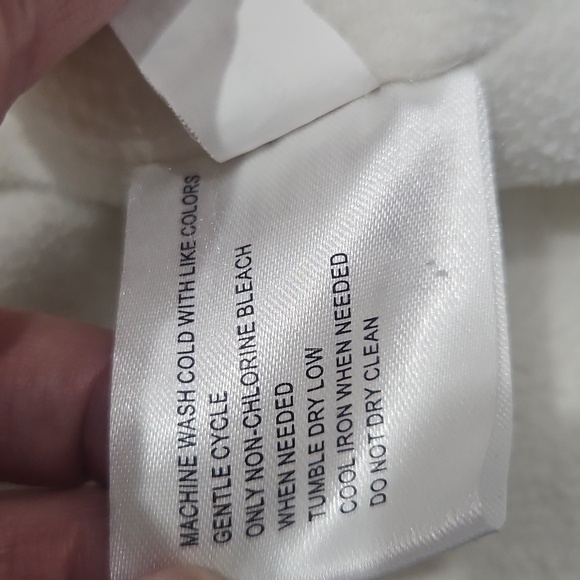 MACHINE WASH COLD WITH LIKE COLORS
GENTLE CYCLE
ONLY NON-CHLORINE BLEACH
WHEN NEEDED
TUMBLE DRY LOW
COOL IRON WHEN NEEDED
DO NOT DRY CLEAN